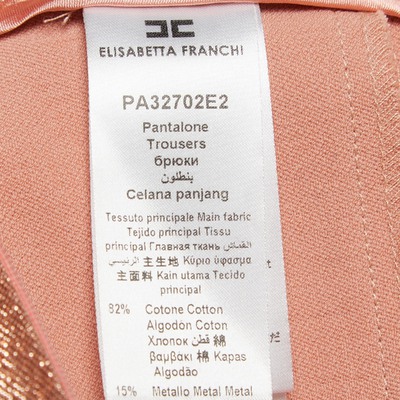 ELISABETTA FRANCHI
PA32702E2
Pantalone
Trousers
брюки
بنطلون
Celana panjang
Tessuto principale Main fabric
Tejido principal Tissu
principal Главная ткань القماش
الرئيسي 主生地 Κύριο ύφασμα
主面料 Kain utama Tecido
principal
82% Cotone Cotton
Algodon Coton
Хлопок قطن 綿
βαμβάκι 棉 Kapas
Algodão
15% Metallo Metal Metal